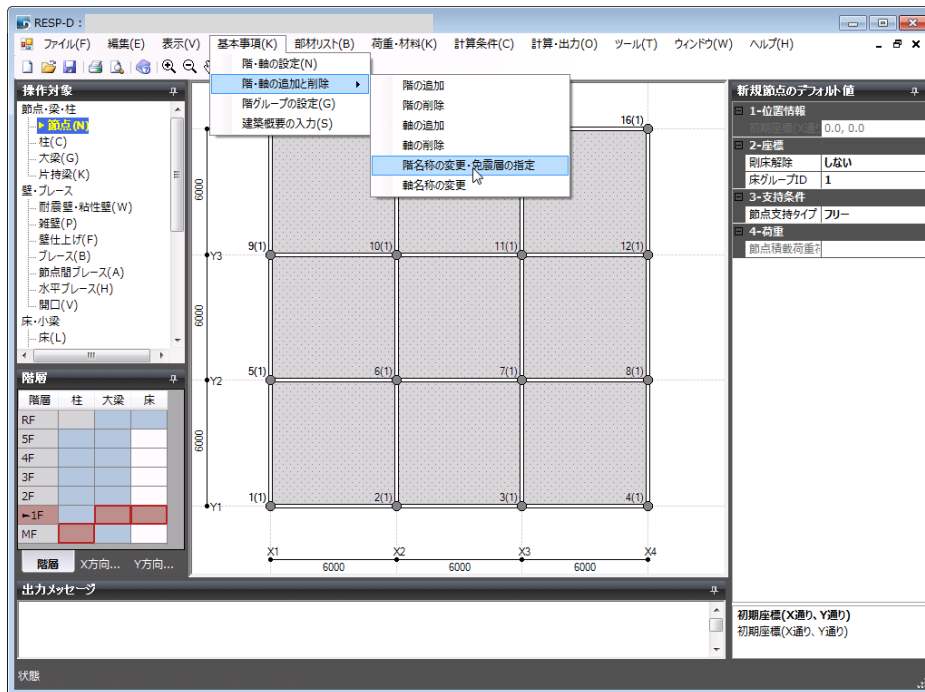 RESP-D :
ファイル(F) 編集(E) 表示(V) 基本事項(K) 部材リスト(B) 荷重・材料(K) 計算条件(C) 計算・出力(O) ツール(T) ウィンドウ(W) ヘルプ(H)
階・軸の設定(N)
階・軸の追加と削除
階グループの設定(G)
建築概要の入力(S)
階の追加
階の削除
軸の追加
軸の削除
階名称の変更・免震層の指定
軸名称の変更
操作対象
節点・梁・柱
節点(N)
柱(C)
大梁(G)
片持梁(K)
壁・ブレース
耐震壁・粘性壁(W)
雑壁(P)
壁仕上げ(F)
ブレース(B)
節点間ブレース(A)
水平ブレース(H)
開口(V)
床・小梁
床(L)
階層
階層 柱 大梁 床
RF
5F
4F
3F
2F
1F
MF
階層 X方向... Y方向...
16(1)
6000
Y3 9(1) 10(1) 11(1) 12(1)
6000
Y2 5(1) 6(1) 7(1) 8(1)
6000
Y1 1(1) 2(1) 3(1) 4(1)
X1 X2 X3 X4
6000 6000 6000
新規節点のデフォルト値
1-位置情報
初期座標(X通 0.0, 0.0
2-座標
剛床解除 しない
床グループID 1
3-支持条件
節点支持タイプ フリー
4-荷重
節点積載荷重
初期座標(X通り、Y通り)
初期座標(X通り、Y通り)
出力メッセージ
状態